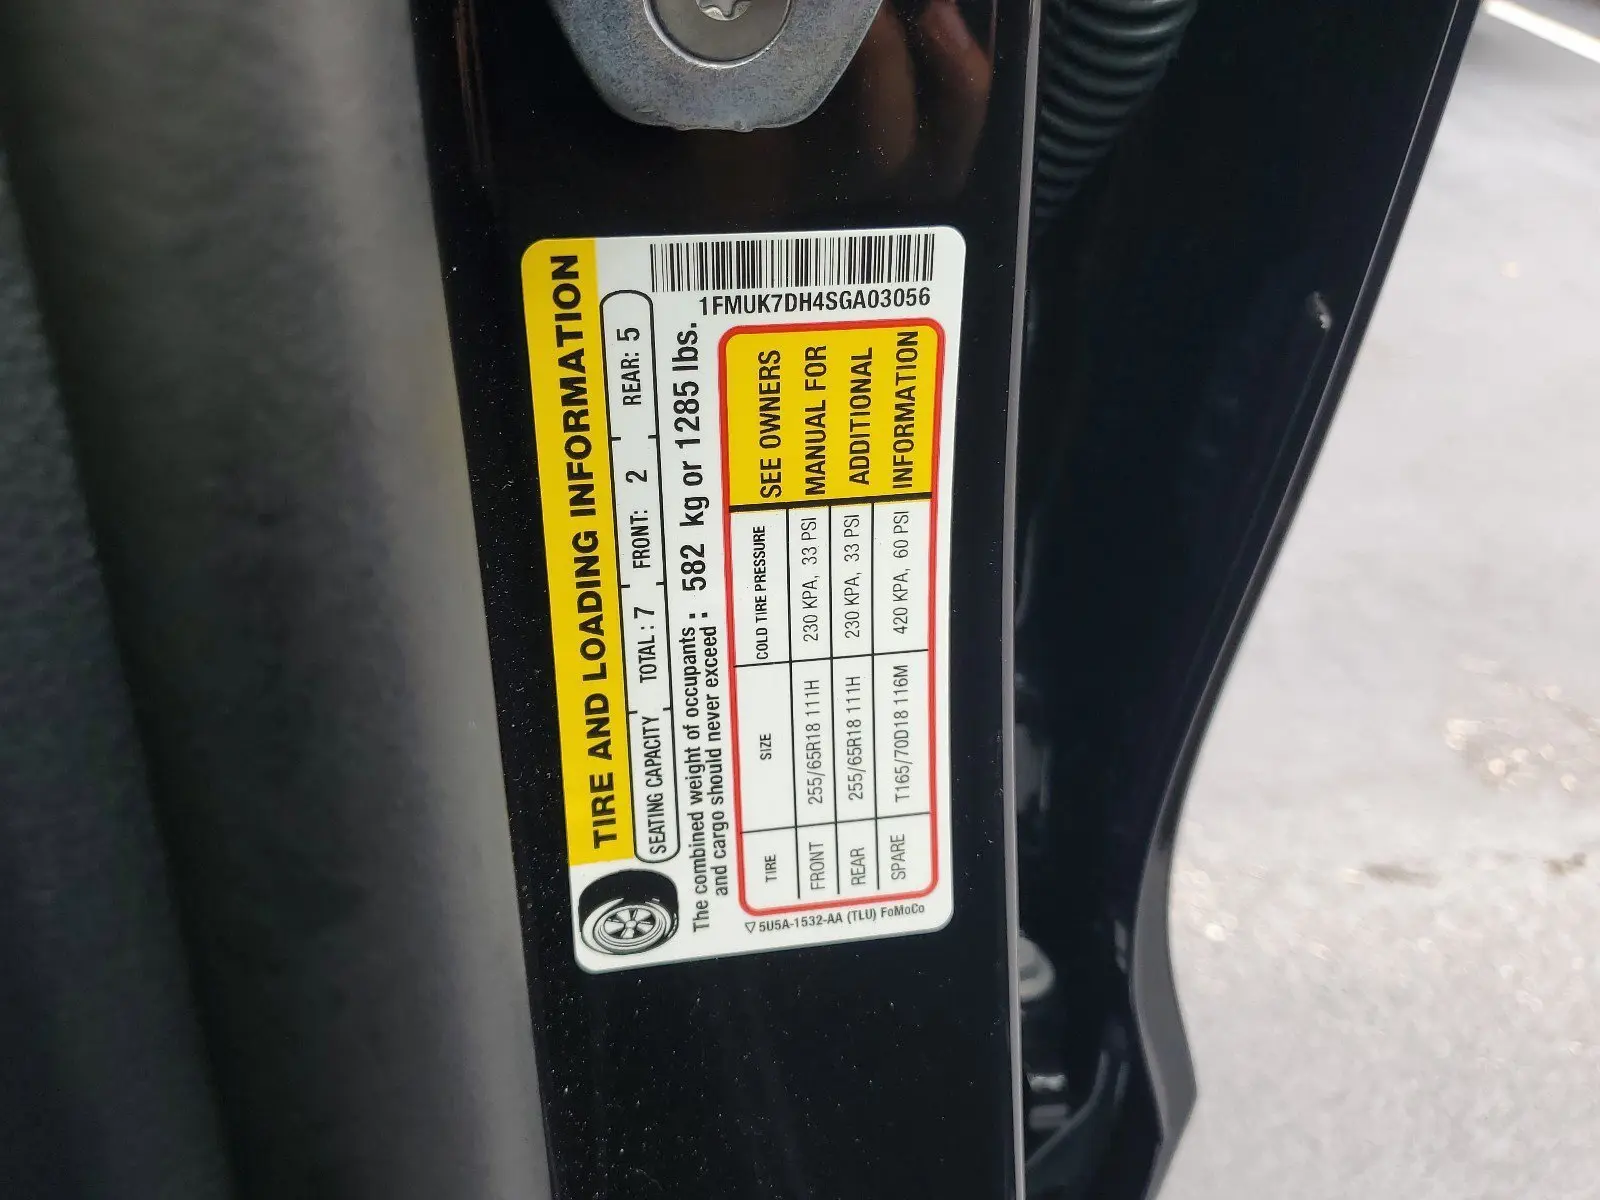 TIRE AND LOADING INFORMATION
SEATING CAPACITY TOTAL : 7 FRONT: 2 REAR: 5
The combined weight of occupants
and cargo should never exceed : 582 kg or 1285 lbs.
1FMUK7DH4SGA03056
TIRE SIZE COLD TIRE PRESSURE
FRONT 255/65R18 111H 230 KPA, 33 PSI
REAR 255/65R18 111H 230 KPA, 33 PSI
SPARE T165/70D18 116M 420 KPA, 60 PSI
SEE OWNERS
MANUAL FOR
ADDITIONAL
INFORMATION
5U5A-1532-AA (TLU) FoMoCo